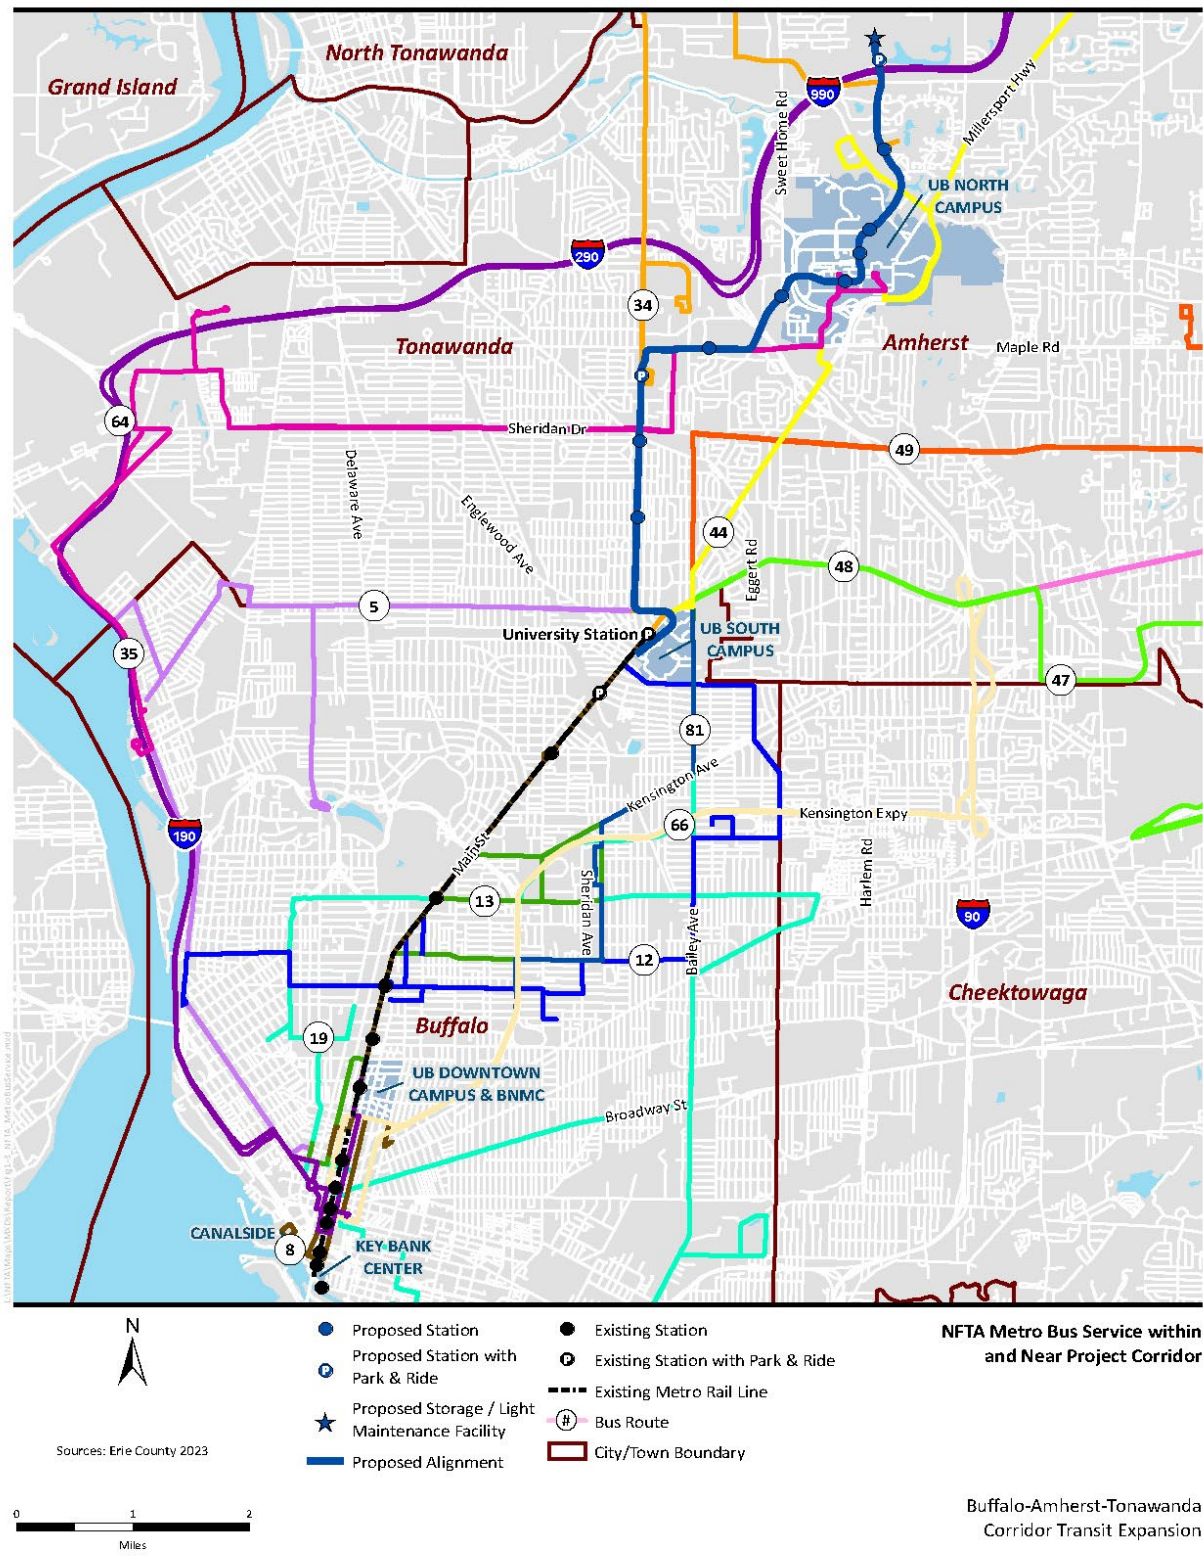 North Tonawanda
Grand Island
990
Sweet Home Rd
Millersport Hwy
UB NORTH
CAMPUS
290
34
Tonawanda
Amherst
Maple Rd
64
Sheridan Dr
49
Delaware Ave
Englewood Ave
44
Eggert Rd
48
5
University Station
P
UB SOUTH
CAMPUS
35
47
81
Kensington Ave
190
66
Kensington Expy
Main St
Harlem Rd
13
Sheridan Ave
90
12
Bailey Ave
Cheektowaga
Buffalo
19
UB DOWNTOWN
CAMPUS & BNMC
Broadway St
CANALSIDE
8
KEY BANK
CENTER
N
Sources: Erie County 2023
0 1 2
Miles
Proposed Station
P Proposed Station with
Park & Ride
Proposed Storage / Light
Maintenance Facility
Proposed Alignment
Existing Station
P Existing Station with Park & Ride
Existing Metro Rail Line
# Bus Route
City/Town Boundary
NFTA Metro Bus Service within
and Near Project Corridor
Buffalo-Amherst-Tonawanda
Corridor Transit Expansion